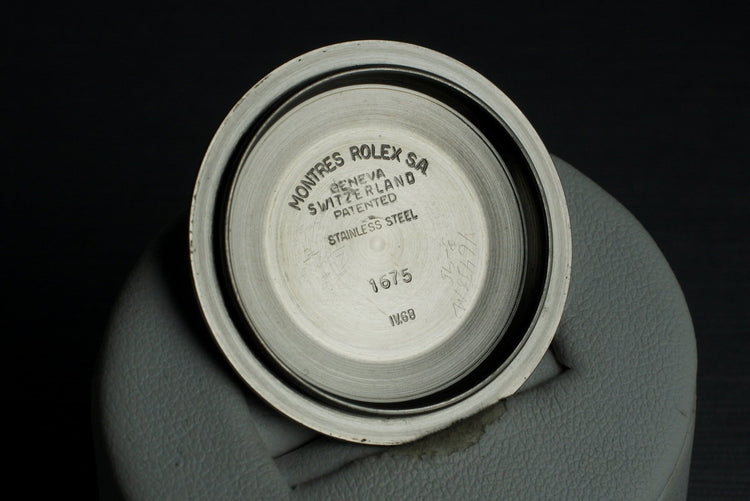 MONTRES ROLEX S.A.
GENEVA
SWITZERLAND
PATENTED
STAINLESS STEEL
1675
IV.68